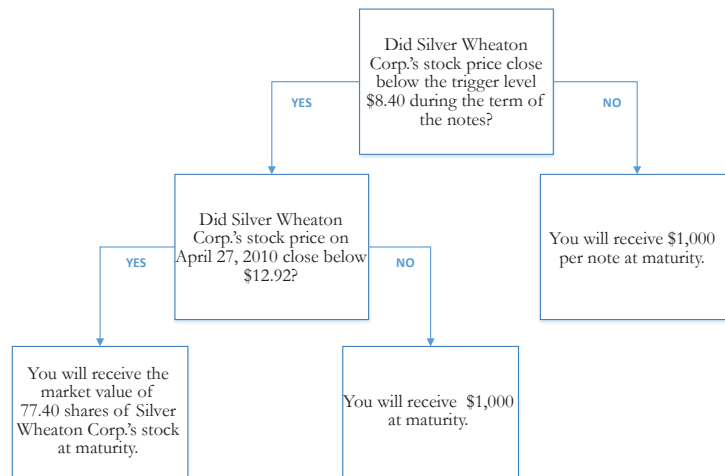 Did Silver Wheaton
Corp.'s stock price close
below the trigger level
$8.40 during the term of
the notes?
YES
NO
Did Silver Wheaton
Corp.'s stock price on
April 27, 2010 close below
$12.92?
You will receive $1,000
per note at maturity.
YES
NO
You will receive the
market value of
77.40 shares of Silver
Wheaton Corp.'s stock
at maturity.
You will receive $1,000
at maturity.